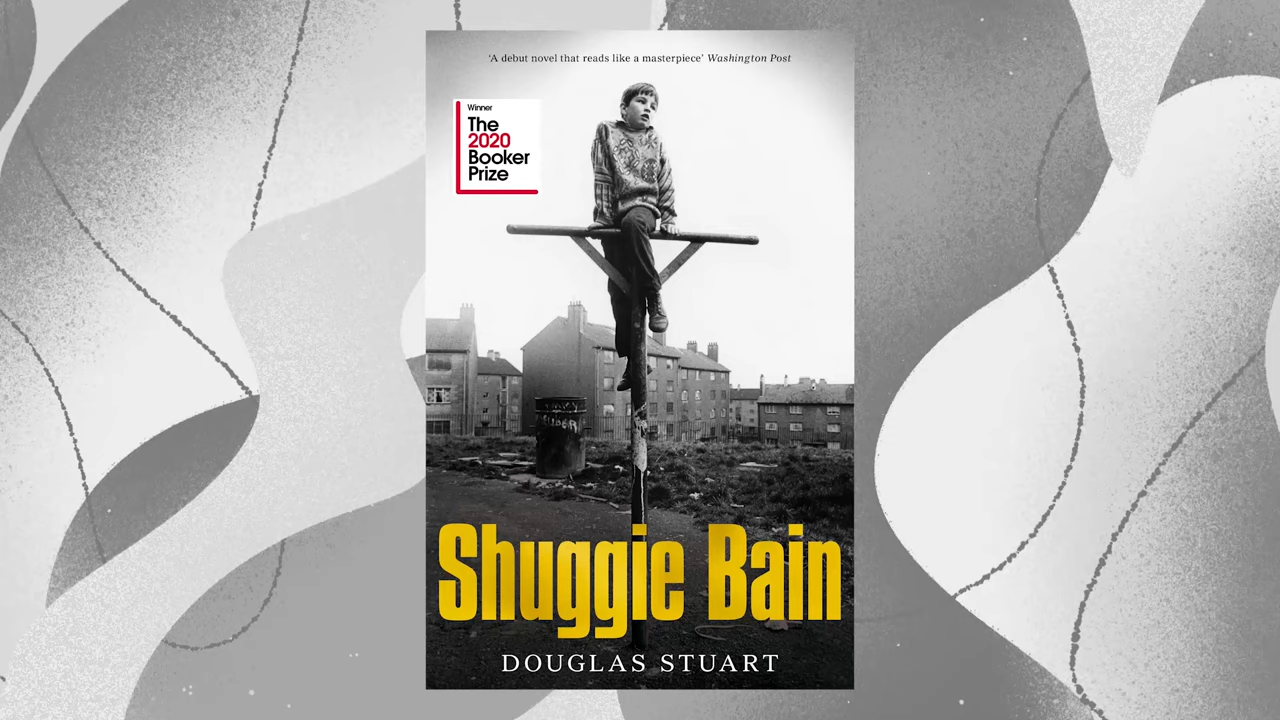 ‘A debut novel that reads like a masterpiece’ Washington Post
Winner
The
2020
Booker
Prize
Shuggie Bain
DOUGLAS STUART